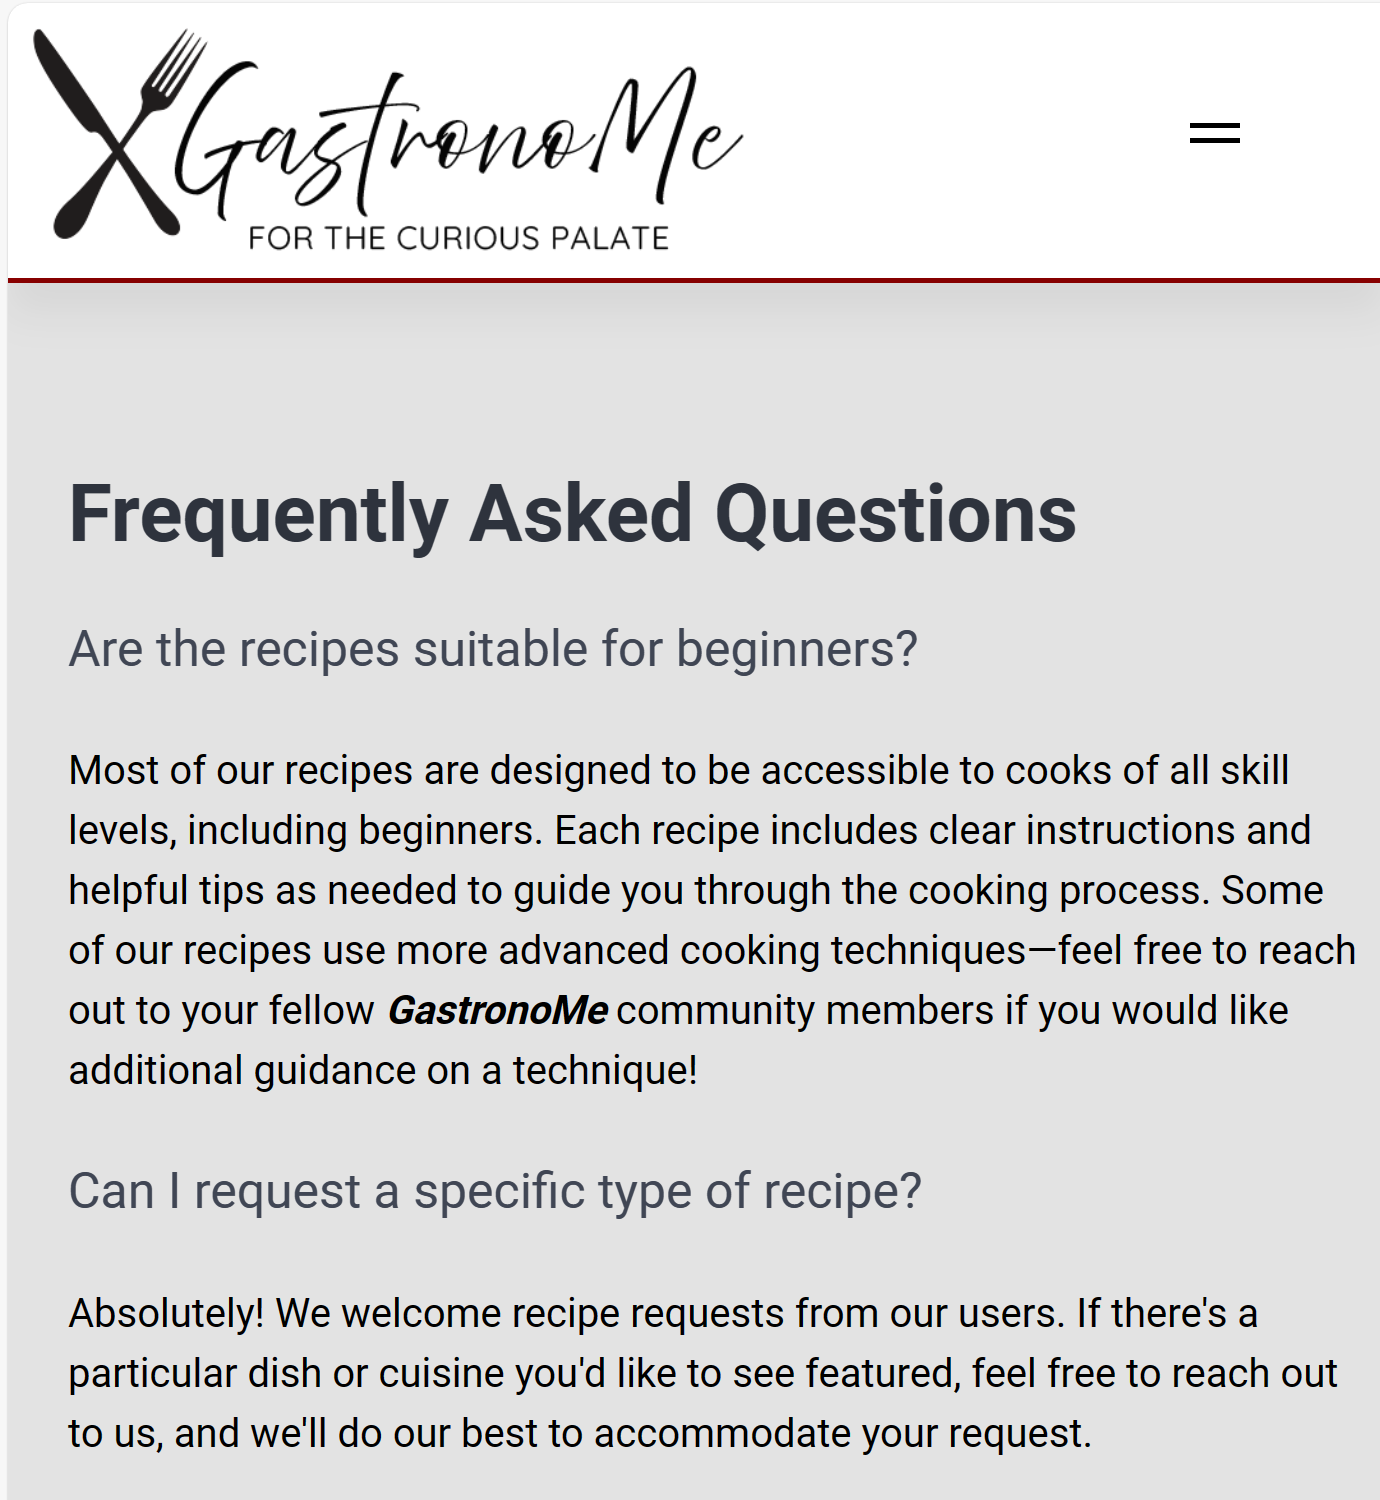 GastronoMe
FOR THE CURIOUS PALATE
Frequently Asked Questions
Are the recipes suitable for beginners?
Most of our recipes are designed to be accessible to cooks of all skill
levels, including beginners. Each recipe includes clear instructions and
helpful tips as needed to guide you through the cooking process. Some
of our recipes use more advanced cooking techniques—feel free to reach
out to your fellow GastronoMe community members if you would like
additional guidance on a technique!
Can I request a specific type of recipe?
Absolutely! We welcome recipe requests from our users. If there's a
particular dish or cuisine you'd like to see featured, feel free to reach out
to us, and we'll do our best to accommodate your request.